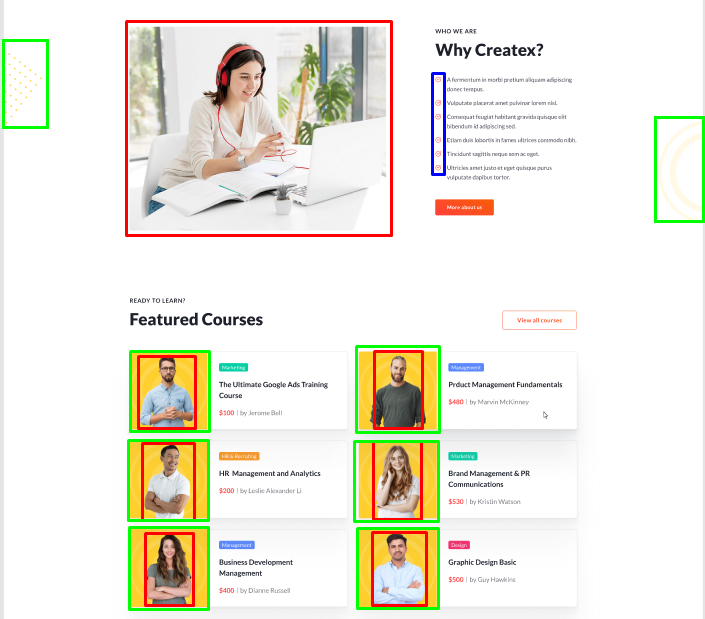 WHO WE ARE
Why Createx?
A fermentum in morbi pretium aliquam adipiscing
donec tempus.
Vulputate placerat amet pulvinar lorem nisl.
Consequat feugiat habitant gravida quisque elit
bibendum id adipiscing sed.
Etiam duis lobortis in fames ultrices commodo nibh.
Tincidunt sagittis neque sem ac eget.
Ultricies amet justo et eget quisque purus
vulputate dapibus tortor.
More about us
READY TO LEARN?
Featured Courses
View all courses
Marketing
The Ultimate Google Ads Training
Course
$100 | by Jerome Bell
Management
Prduct Management Fundamentals
$480 | by Marvin McKinney
HR & Recruting
HR Management and Analytics
$200 | by Leslie Alexander Li
Marketing
Brand Management & PR
Communications
$530 | by Kristin Watson
Management
Business Development
Management
$400 | by Dianne Russell
Design
Graphic Design Basic
$500 | by Guy Hawkins